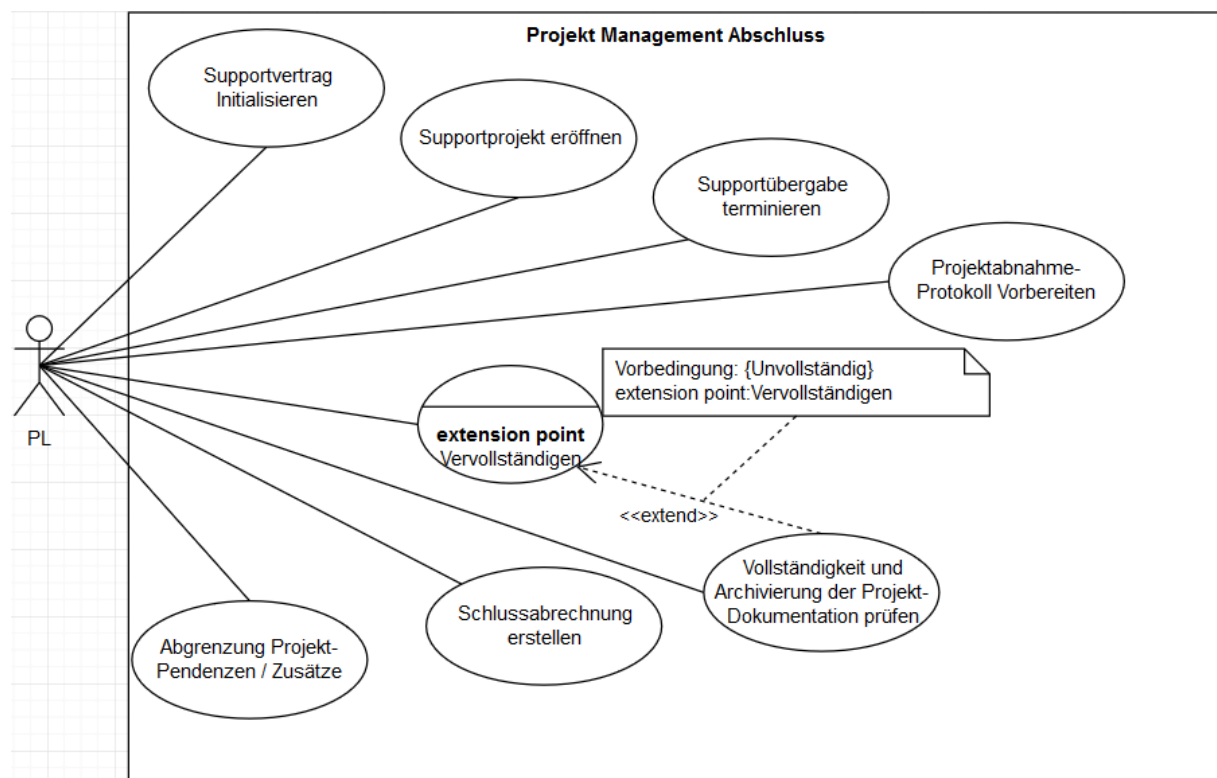 Projekt Management Abschluss
Supportvertrag
Initialisieren
Supportprojekt eröffnen
Supportübergabe
terminieren
Projektabnahme-
Protokoll Vorbereiten
Vorbedingung: {Unvollständig}
extension point:Vervollständigen
extension point
Vervollständigen
PL
<<extend>>
Vollständigkeit und
Archivierung der Projekt-
Dokumentation prüfen
Schlussabrechnung
erstellen
Abgrenzung Projekt-
Pendenzen / Zusätze